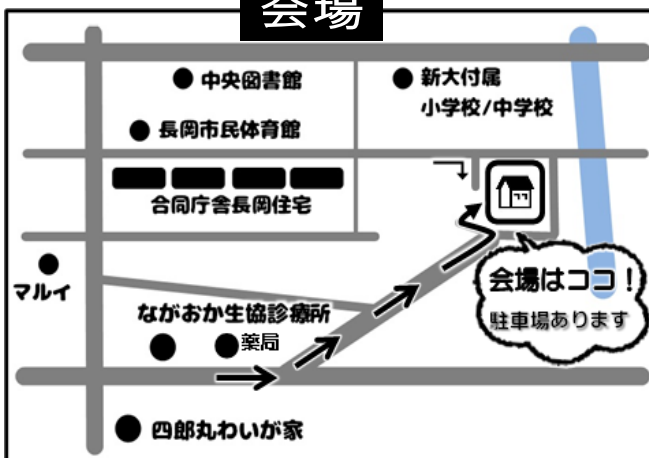 会場
中央図書館
新大付属
小学校/中学校
長岡市民体育館
合同庁舎長岡住宅
マルイ
会場はココ!
駐車場あります
ながおか生協診療所
薬局
四郎丸わいが家